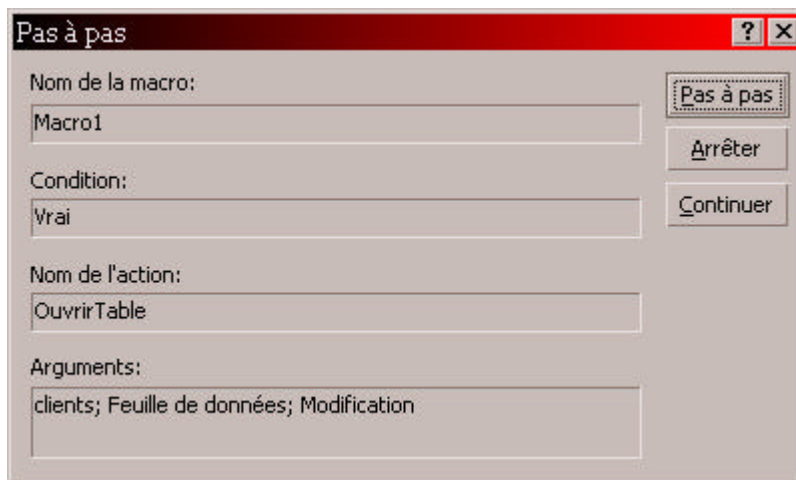 Pas à pas
Nom de la macro:
Macro1
Pas à pas
Arrêter
Condition:
Vrai
Continuer
Nom de l'action:
OuvrirTable
Arguments:
clients; Feuille de données; Modification